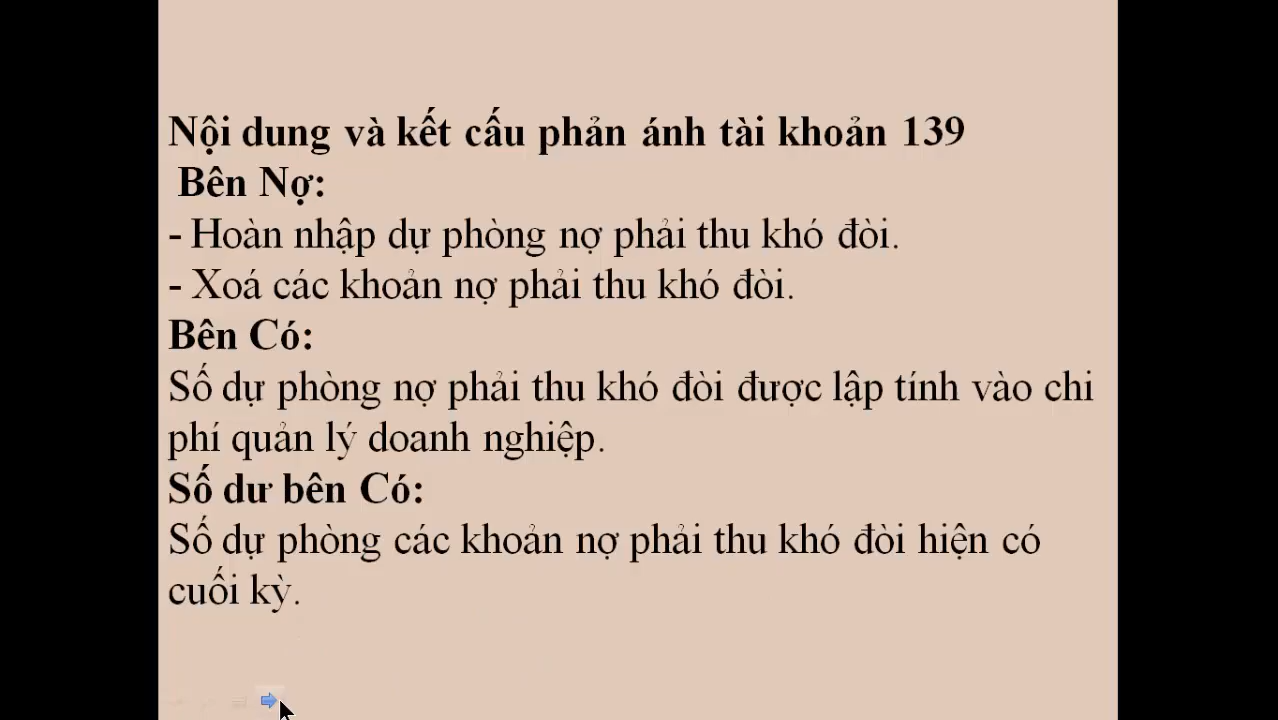 Nội dung và kết cấu phản ánh tài khoản 139
Bên Nợ:
- Hoàn nhập dự phòng nợ phải thu khó đòi.
- Xoá các khoản nợ phải thu khó đòi.
Bên Có:
Số dự phòng nợ phải thu khó đòi được lập tính vào chi
phí quản lý doanh nghiệp.
Số dư bên Có:
Số dự phòng các khoản nợ phải thu khó đòi hiện có
cuối kỳ.